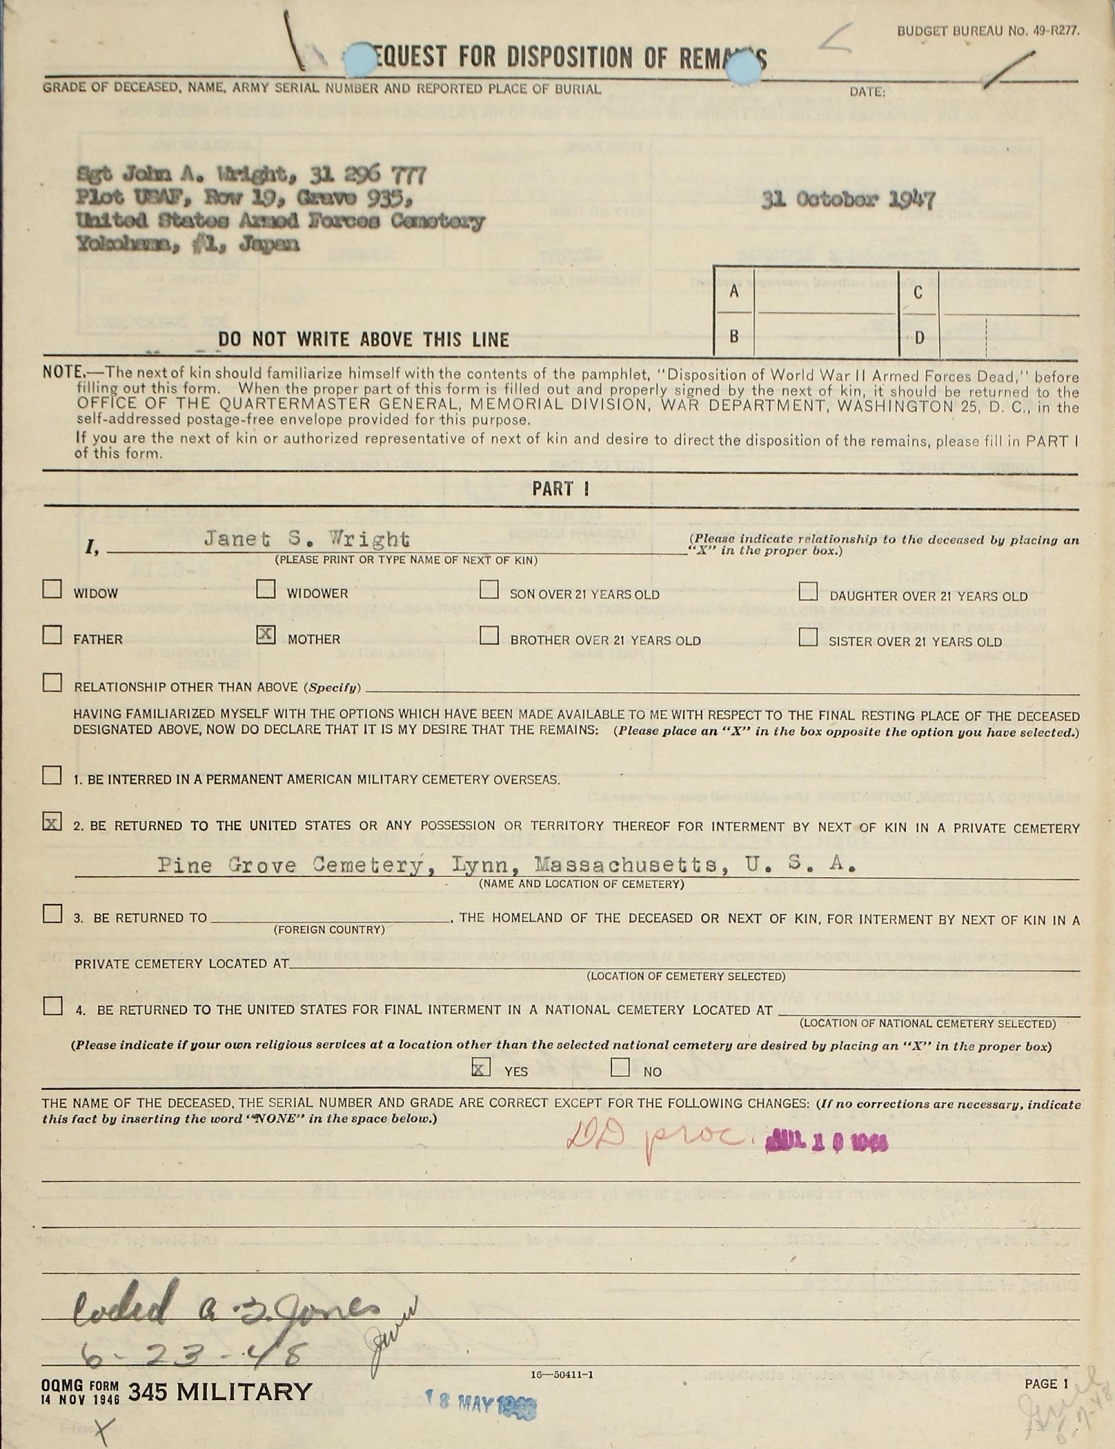 BUDGET BUREAU No. 49-R277.
REQUEST FOR DISPOSITION OF REMAINS
GRADE OF DECEASED, NAME, ARMY SERIAL NUMBER AND REPORTED PLACE OF BURIAL
DATE:
Sgt John A. Wright, 31 296 777
Plot USAF, Row 19, Grave 935,
United States Armed Forces Cemetery
Yokohama, #1, Japan
31 October 1947
A
C
B
D
DO NOT WRITE ABOVE THIS LINE
NOTE.—The next of kin should familiarize himself with the contents of the pamphlet, "Disposition of World War II Armed Forces Dead," before
filling out this form. When the proper part of this form is filled out and properly signed by the next of kin, it should be returned to the
OFFICE OF THE QUARTERMASTER GENERAL, MEMORIAL DIVISION, WAR DEPARTMENT, WASHINGTON 25, D. C., in the
self-addressed postage-free envelope provided for this purpose.
If you are the next of kin or authorized representative of next of kin and desire to direct the disposition of the remains, please fill in PART I
of this form.
PART I
I, Janet S. Wright (Please indicate relationship to the deceased by placing an
"X" in the proper box.)
(PLEASE PRINT OR TYPE NAME OF NEXT OF KIN)
WIDOW WIDOWER SON OVER 21 YEARS OLD DAUGHTER OVER 21 YEARS OLD
FATHER X MOTHER BROTHER OVER 21 YEARS OLD SISTER OVER 21 YEARS OLD
RELATIONSHIP OTHER THAN ABOVE (Specify)
HAVING FAMILIARIZED MYSELF WITH THE OPTIONS WHICH HAVE BEEN MADE AVAILABLE TO ME WITH RESPECT TO THE FINAL RESTING PLACE OF THE DECEASED
DESIGNATED ABOVE, NOW DO DECLARE THAT IT IS MY DESIRE THAT THE REMAINS: (Please place an "X" in the box opposite the option you have selected.)
1. BE INTERRED IN A PERMANENT AMERICAN MILITARY CEMETERY OVERSEAS.
X 2. BE RETURNED TO THE UNITED STATES OR ANY POSSESSION OR TERRITORY THEREOF FOR INTERMENT BY NEXT OF KIN IN A PRIVATE CEMETERY
Pine Grove Cemetery, Lynn, Massachusetts, U. S. A.
(NAME AND LOCATION OF CEMETERY)
3. BE RETURNED TO , THE HOMELAND OF THE DECEASED OR NEXT OF KIN, FOR INTERMENT BY NEXT OF KIN IN A
(FOREIGN COUNTRY)
PRIVATE CEMETERY LOCATED AT
(LOCATION OF CEMETERY SELECTED)
4. BE RETURNED TO THE UNITED STATES FOR FINAL INTERMENT IN A NATIONAL CEMETERY LOCATED AT
(LOCATION OF NATIONAL CEMETERY SELECTED)
(Please indicate if your own religious services at a location other than the selected national cemetery are desired by placing an "X" in the proper box)
X YES NO
THE NAME OF THE DECEASED, THE SERIAL NUMBER AND GRADE ARE CORRECT EXCEPT FOR THE FOLLOWING CHANGES: (If no corrections are necessary, indicate
this fact by inserting the word "NONE" in the space below.)
DD proc.
Coded a. S. Jones
6-23-48
OQMG FORM
14 NOV 1946 345 MILITARY
16—50411-1
PAGE 1
18 MAY 1948
X